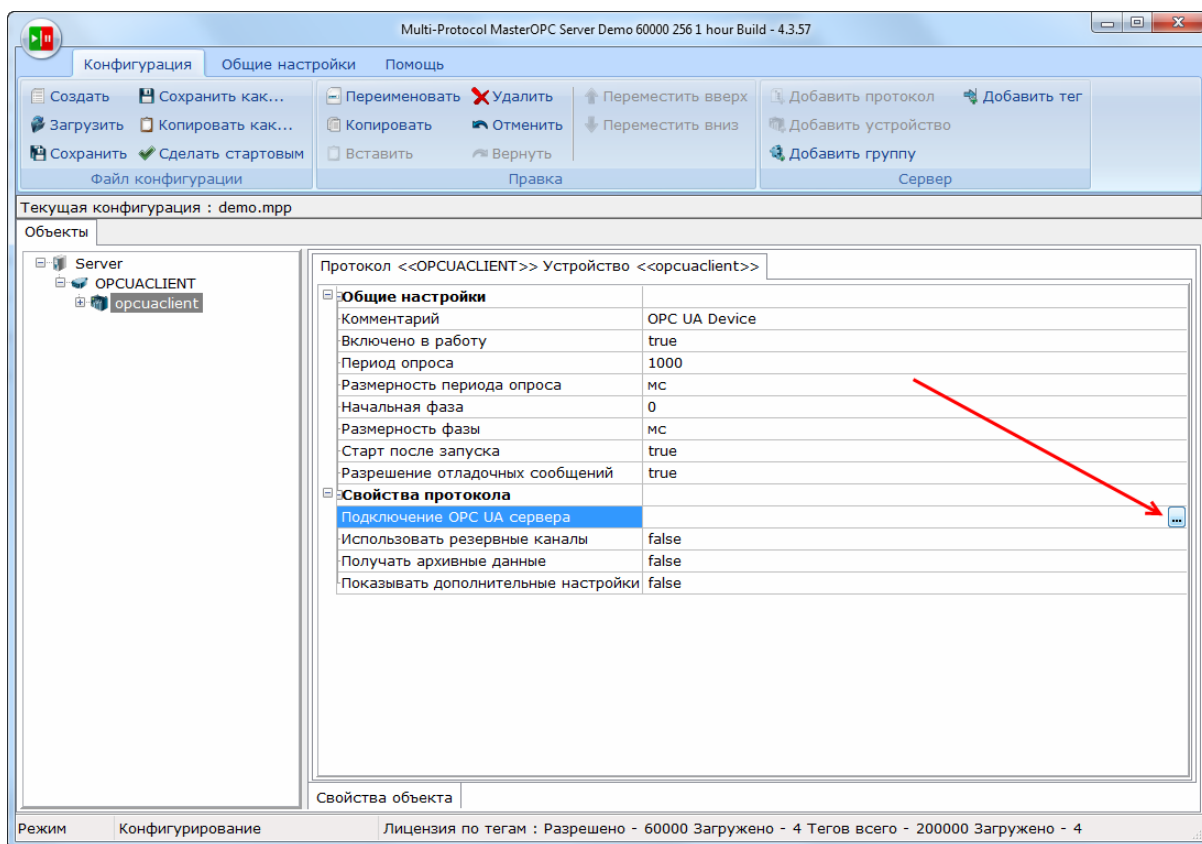 Multi-Protocol MasterOPC Server Demo 60000 256 1 hour Build - 4.3.57
Конфигурация Общие настройки Помощь
Создать Сохранить как... Переименовать Удалить Переместить вверх Добавить протокол Добавить тег
Загрузить Копировать как... Копировать Отменить Переместить вниз Добавить устройство
Сохранить Сделать стартовым Вставить Вернуть Добавить группу
Файл конфигурации Правка Сервер
Текущая конфигурация : demo.mpp
Объекты
Server
OPCUACLIENT
opcuaclient
Протокол <<OPCUACLIENT>> Устройство <<opcuaclient>>
Общие настройки
Комментарий OPC UA Device
Включено в работу true
Период опроса 1000
Размерность периода опроса мс
Начальная фаза 0
Размерность фазы мс
Старт после запуска true
Разрешение отладочных сообщений true
Свойства протокола
Подключение OPC UA сервера ...
Использовать резервные каналы false
Получать архивные данные false
Показывать дополнительные настройки false
Свойства объекта
Режим Конфигурирование Лицензия по тегам : Разрешено - 60000 Загружено - 4 Тегов всего - 200000 Загружено - 4